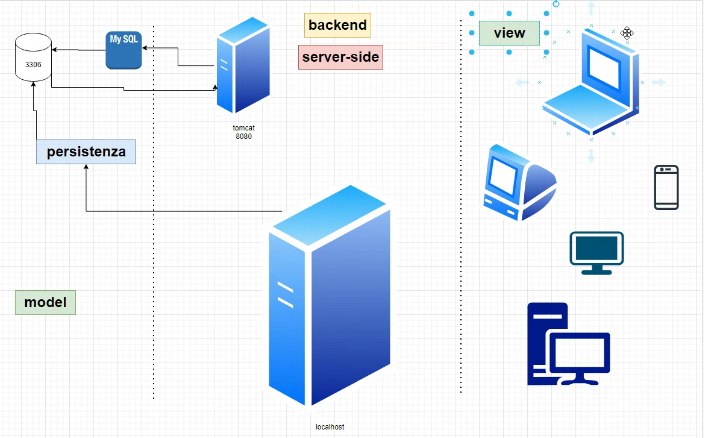 backend
My SQL
view
server-side
3306
tomcat
8080
persistenza
model
localhost